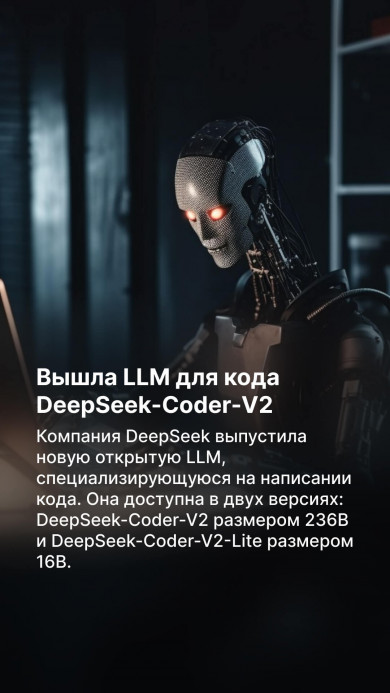 Вышла LLM для кода
DeepSeek-Coder-V2
Компания DeepSeek выпустила
новую открытую LLM,
специализирующуюся на написании
кода. Она доступна в двух версиях:
DeepSeek-Coder-V2 размером 236B
и DeepSeek-Coder-V2-Lite размером
16B.